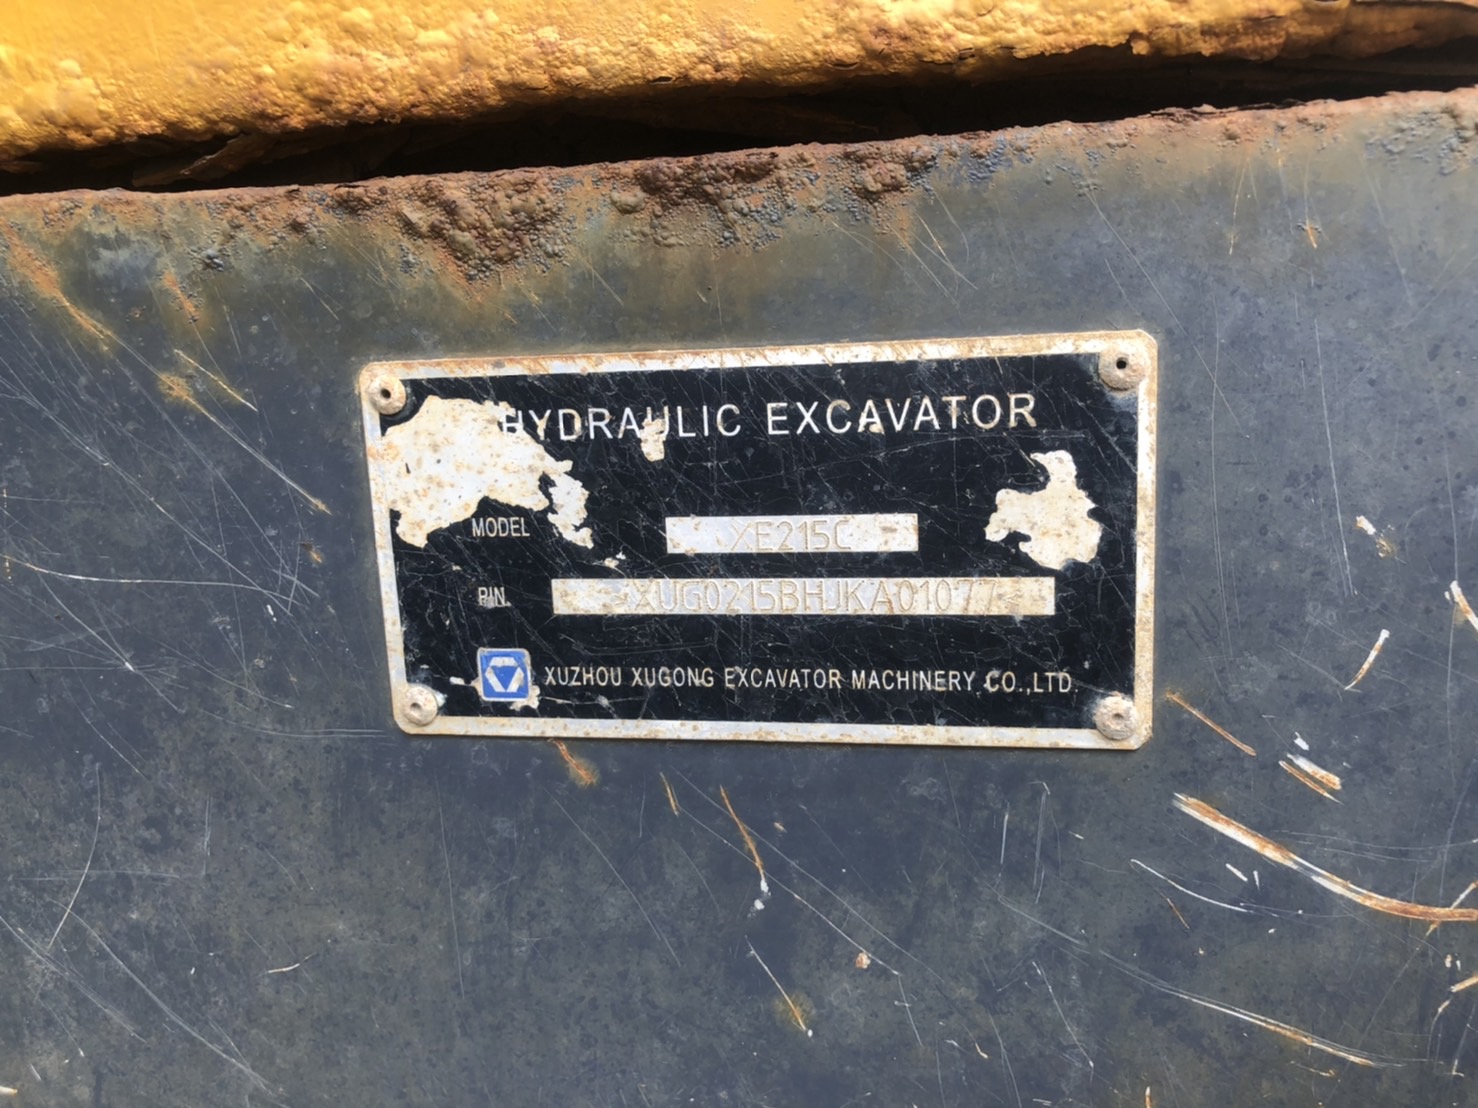 HYDRAULIC EXCAVATOR
MODEL XE215C
PIN. *XUG0215BHJKA01077*
XUZHOU XUGONG EXCAVATOR MACHINERY CO.,LTD.